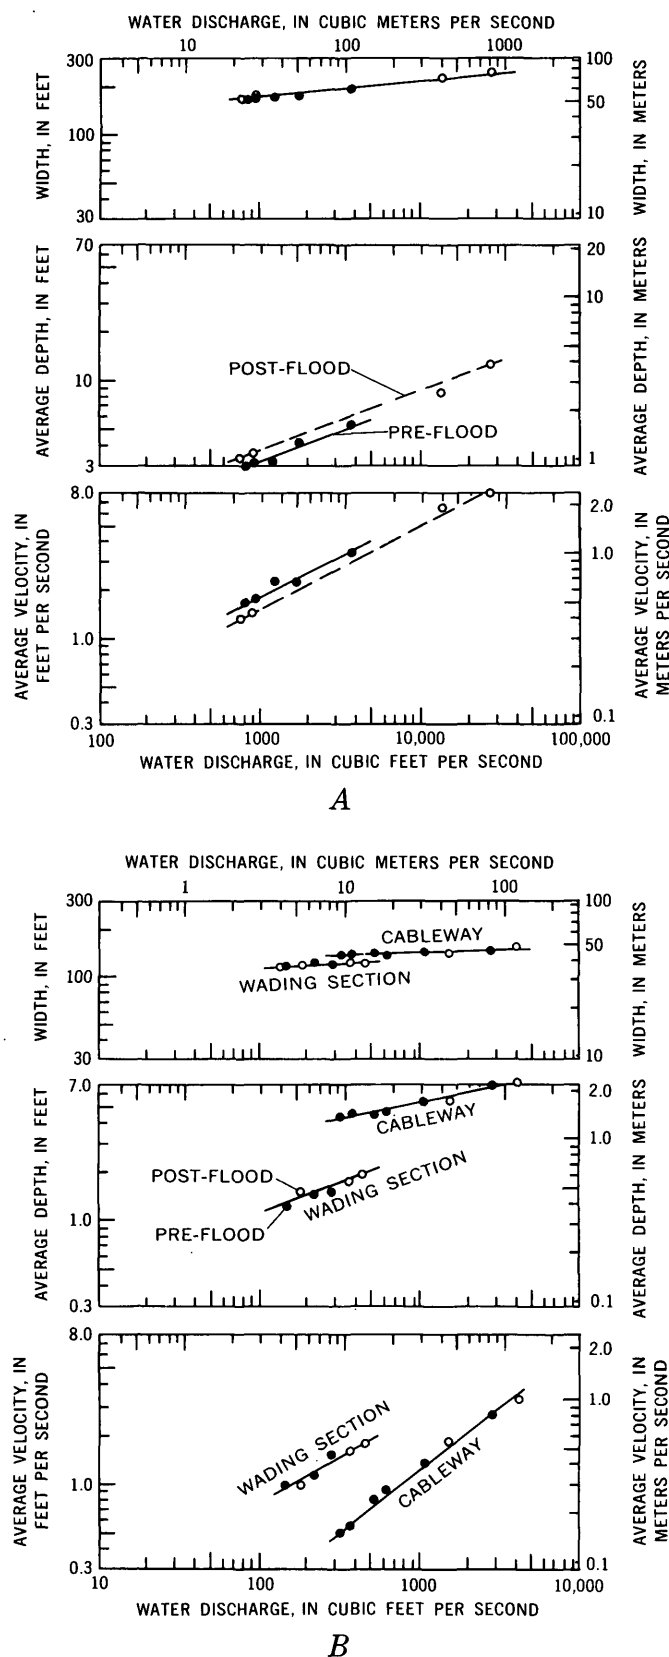 WATER DISCHARGE, IN CUBIC METERS PER SECOND
10 100 1000
300 100
WIDTH, IN FEET
100
30
50
10
WIDTH, IN METERS
70 20
AVERAGE DEPTH, IN FEET
10
3
10
1
AVERAGE DEPTH, IN METERS
POST-FLOOD
PRE-FLOOD
8.0
2.0
AVERAGE VELOCITY, IN
FEET PER SECOND
1.0
0.3
1.0
0.1
AVERAGE VELOCITY, IN
METERS PER SECOND
100 1000 10,000 100,000
WATER DISCHARGE, IN CUBIC FEET PER SECOND
A
WATER DISCHARGE, IN CUBIC METERS PER SECOND
1 10 100
300 100
WIDTH, IN FEET
100
30
50
10
WIDTH, IN METERS
CABLEWAY
WADING SECTION
7.0 2.0
AVERAGE DEPTH, IN FEET
1.0
0.3
1.0
0.1
AVERAGE DEPTH, IN METERS
CABLEWAY
POST-FLOOD
WADING SECTION
PRE-FLOOD
8.0
2.0
AVERAGE VELOCITY, IN
FEET PER SECOND
1.0
0.3
1.0
0.1
AVERAGE VELOCITY, IN
METERS PER SECOND
WADING SECTION
CABLEWAY
10 100 1000 10,000
WATER DISCHARGE, IN CUBIC FEET PER SECOND
B